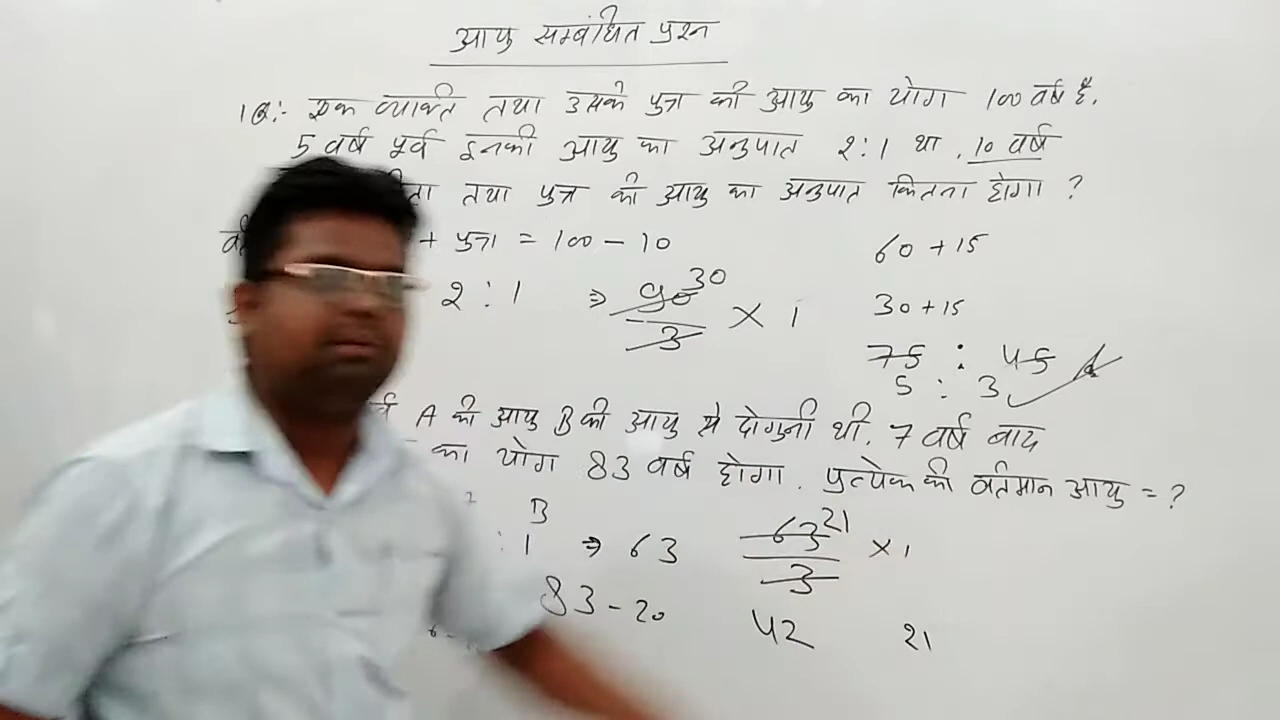 आयु सम्बंधित प्रश्न
1Q:- एक व्यक्ति तथा उसके पुत्र की आयु का योग 100 वर्ष है.
5 वर्ष पूर्व इनकी आयु का अनुपात 2:1 था. 10 वर्ष
तथा पुत्र की आयु का अनुपात कितना होगा ?
+ पुत्र = 100 - 10
60 + 15
2 : 1 ⇒ 90 30 / 3 × 1
30 + 15
75 : 45
5 : 3
A की आयु B की आयु से दोगुनी थी. 7 वर्ष बाद
का योग 83 वर्ष होगा. प्रत्येक की वर्तमान आयु = ?
B
: 1 ⇒ 63 63 21 / 3 × 1
83 - 20 42 21